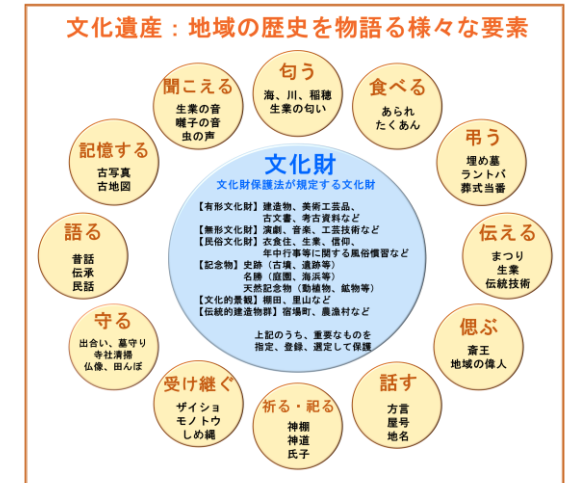 文化遺産：地域の歴史を物語る様々な要素
匂う
海、川、稲穂
生業の匂い
食べる
あられ
たくあん
弔う
埋め墓
ラントバ
葬式当番
伝える
まつり
生業
伝統技術
偲ぶ
斎王
地域の偉人
話す
方言
屋号
地名
祈る・祀る
神棚
神道
氏子
受け継ぐ
ザイショ
モノトウ
しめ縄
守る
出合い、墓守り
寺社清掃
仏像、田んぼ
語る
昔話
伝承
民話
記憶する
古写真
古地図
聞こえる
生業の音
囃子の音
虫の声
文化財
文化財保護法が規定する文化財
【有形文化財】建造物、美術工芸品、
古文書、考古資料など
【無形文化財】演劇、音楽、工芸技術など
【民俗文化財】衣食住、生業、信仰、
年中行事等に関する風俗慣習など
【記念物】史跡（古墳、遺跡等）
名勝（庭園、海浜等）
天然記念物（動植物、鉱物等）
【文化的景観】棚田、里山など
【伝統的建造物群】宿場町、農漁村など
上記のうち、重要なものを
指定、登録、選定して保護